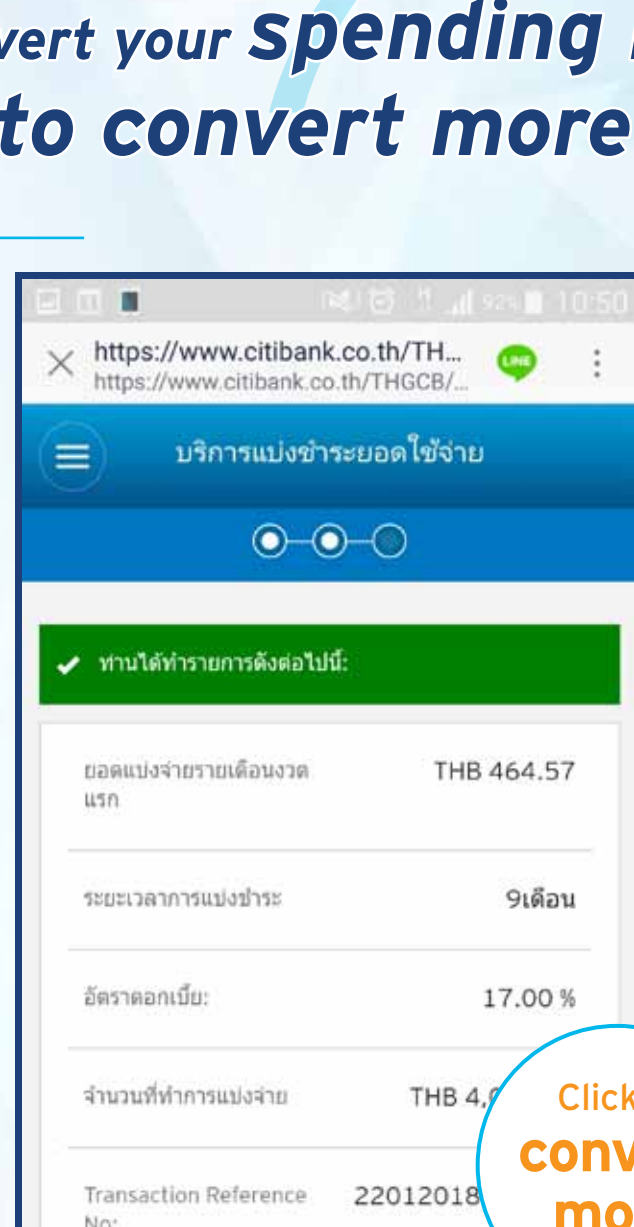 your spending
to convert more
92% 10:50
https://www.citibank.co.th/TH...
https://www.citibank.co.th/THGCB/...
LINE
บริการแบ่งชำระยอดใช้จ่าย
ท่านได้ทำรายการดังต่อไปนี้:
ยอดแบ่งจ่ายรายเดือนงวด
แรก
THB 464.57
ระยะเวลาการแบ่งชำระ
9เดือน
อัตราดอกเบี้ย:
17.00 %
จำนวนที่ทำการแบ่งจ่าย
THB 4,
Transaction Reference
No:
22012018
Click